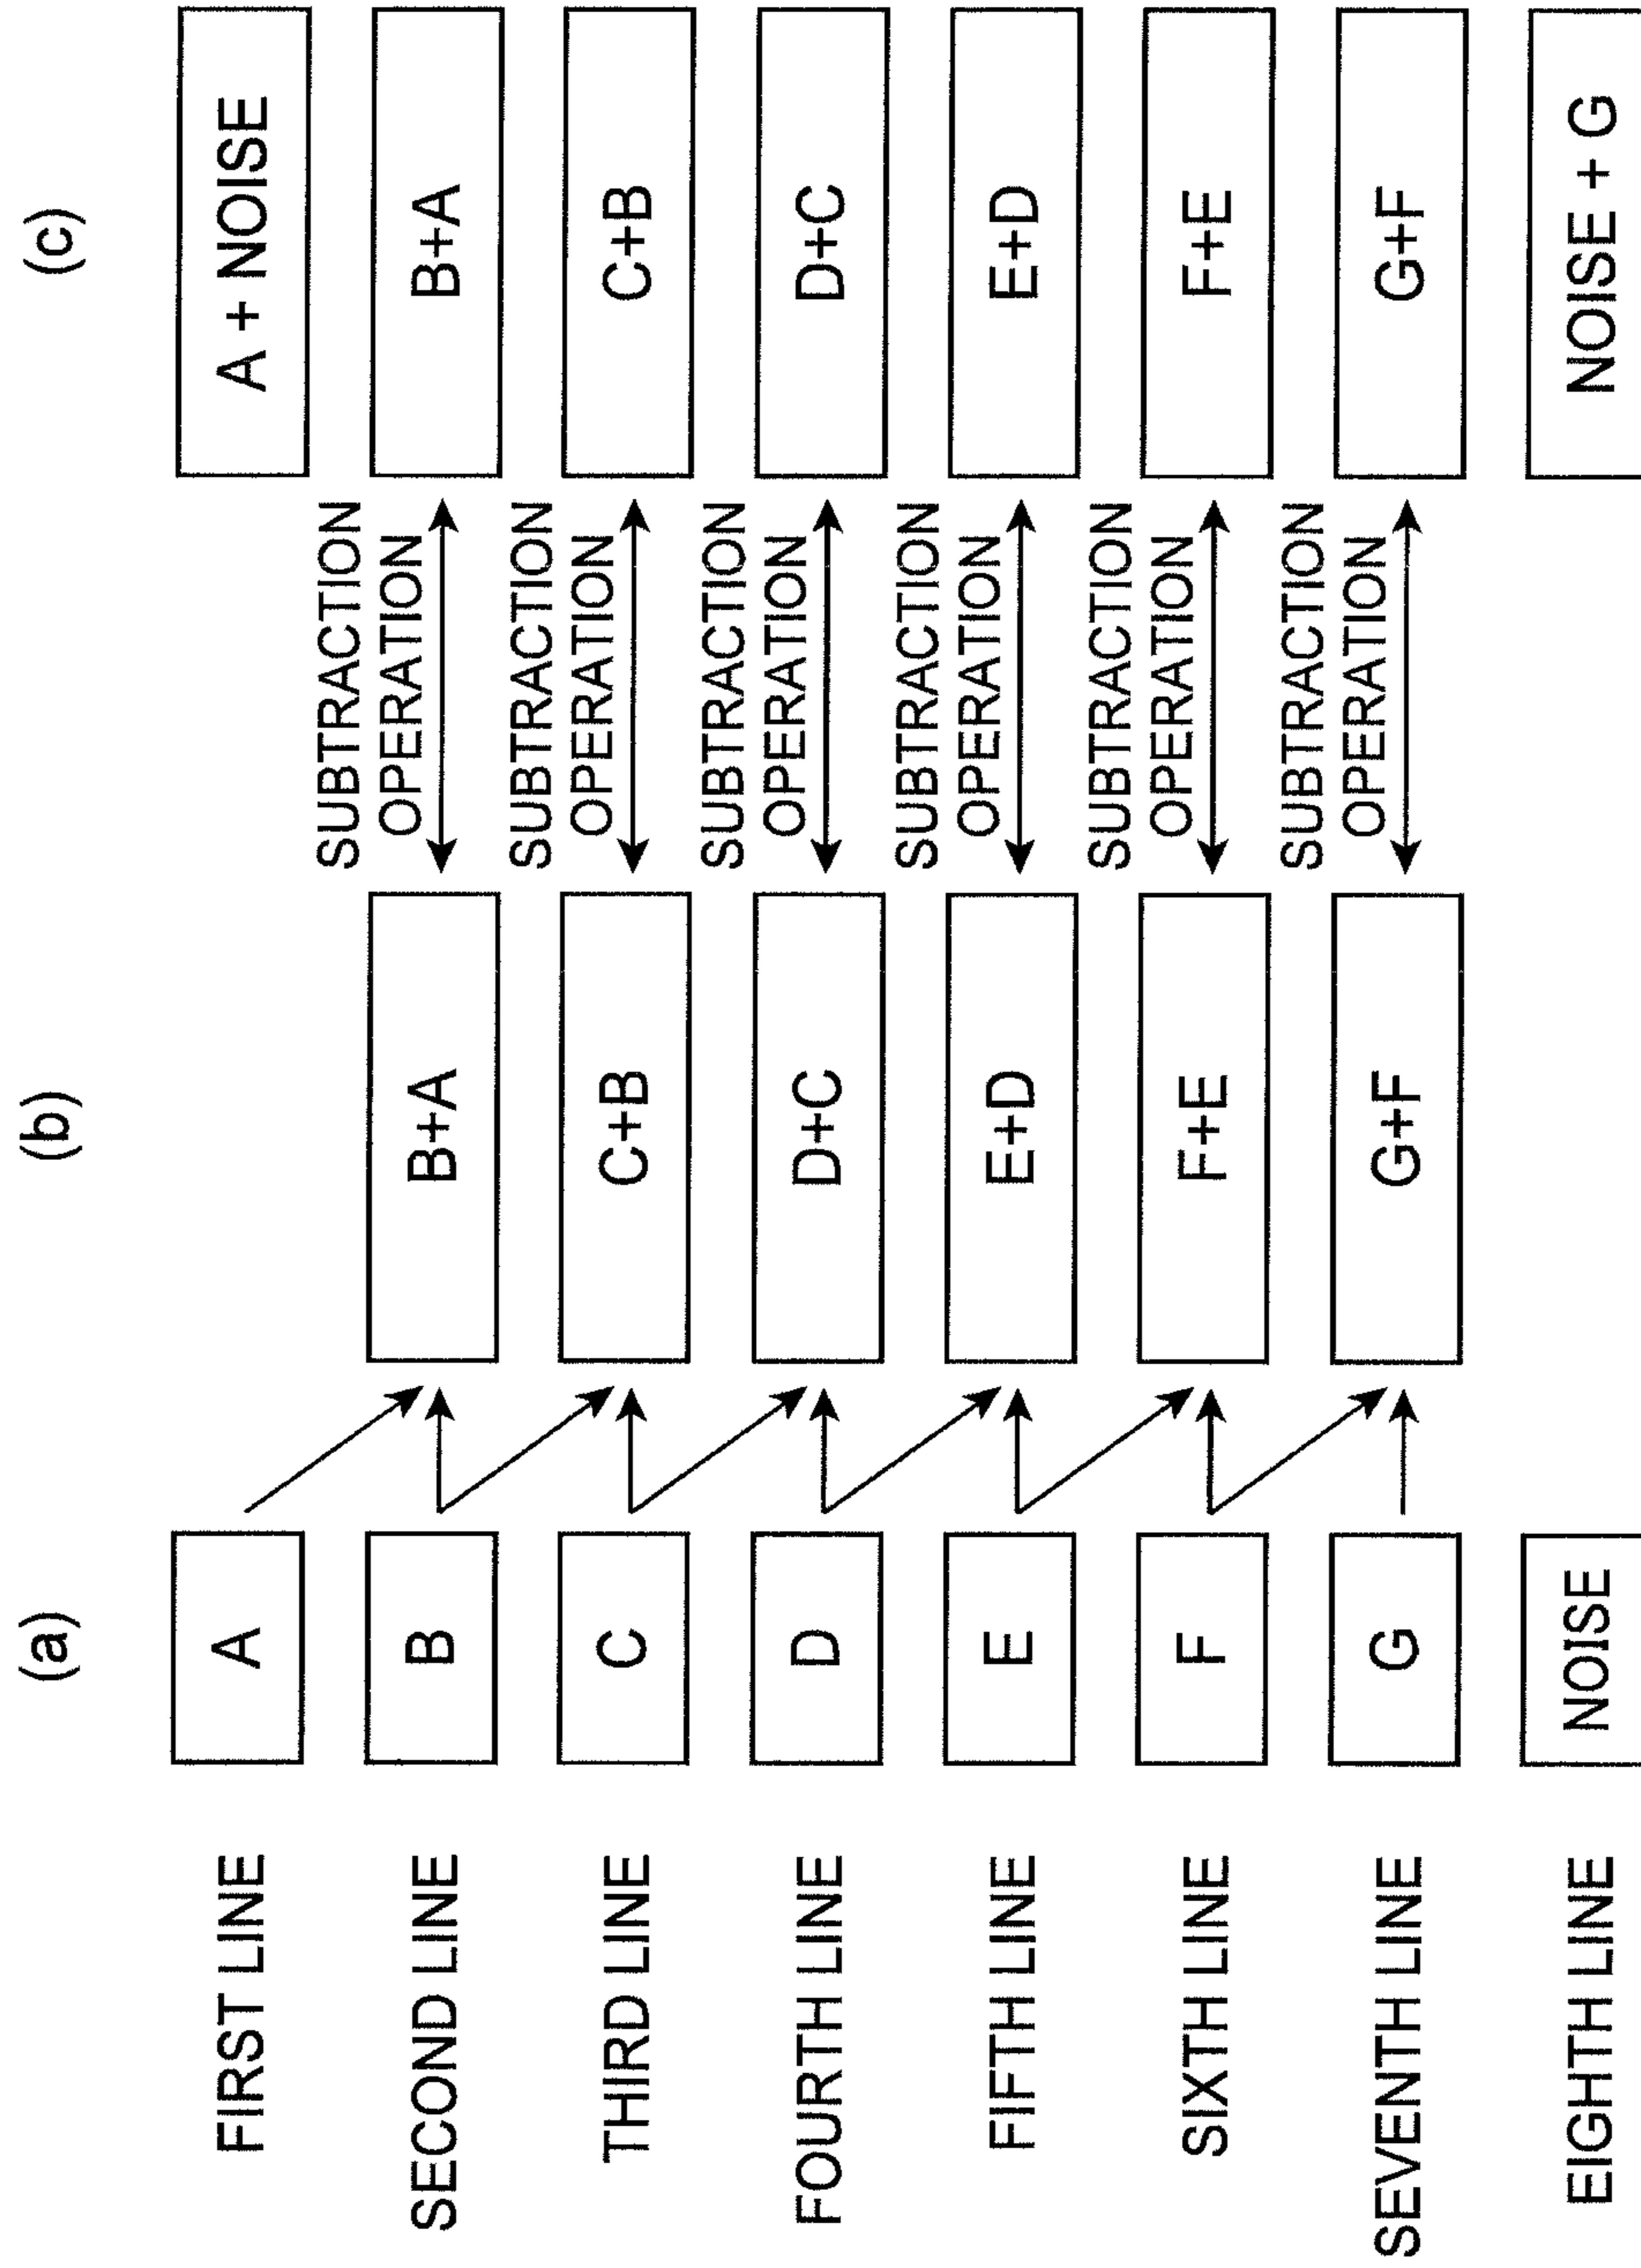 (a)
(b)
(c)
FIRST LINE
A
A + NOISE
SECOND LINE
B
B+A
SUBTRACTION
OPERATION
B+A
THIRD LINE
C
C+B
SUBTRACTION
OPERATION
C+B
FOURTH LINE
D
D+C
SUBTRACTION
OPERATION
D+C
FIFTH LINE
E
E+D
SUBTRACTION
OPERATION
E+D
SIXTH LINE
F
F+E
SUBTRACTION
OPERATION
F+E
SEVENTH LINE
G
G+F
SUBTRACTION
OPERATION
G+F
EIGHTH LINE
NOISE
NOISE + G